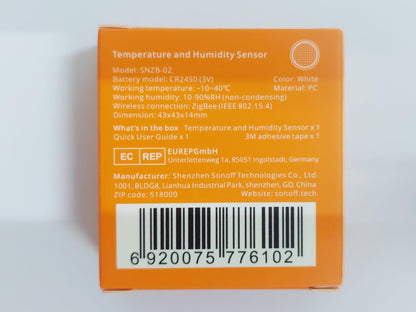 Temperature and Humidity Sensor
Model: SNZB-02
Battery model: CR2450 (3V) Color: White
Working temperature: -10~40℃ Material: PC
Working humidity: 10-90%RH (non-condensing)
Wireless connection: ZigBee (IEEE 802.15.4)
Dimension: 43x43x14mm
What's in the box Temperature and Humidity Sensor x 1
Quick User Guide x 1 3M adhesive tape x 1
EC REP EUREPGmbH
Unterlettenweg 1a, 85051 Ingolstadt, Germany
Manufacturer: Shenzhen Sonoff Technologies Co., Ltd.
1001, BLDG8, Lianhua Industrial Park, shenzhen, GD, China
ZIP code: 518000 Website: sonoff.tech
6 920075 776102